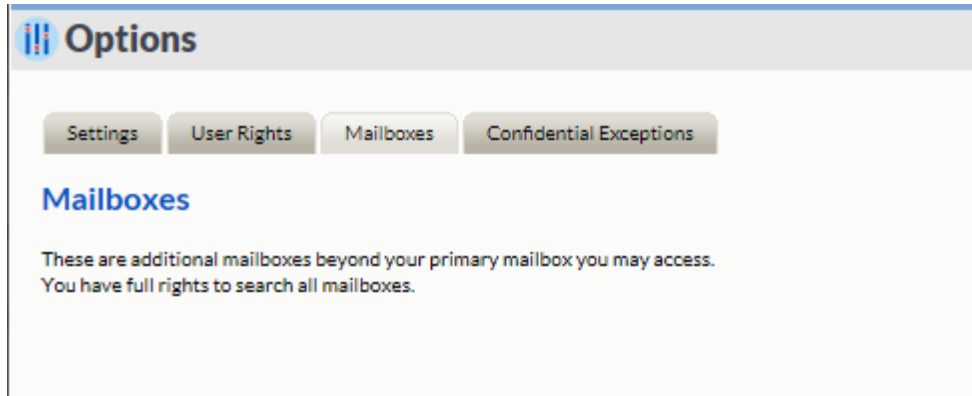 Options
Settings User Rights Mailboxes Confidential Exceptions
Mailboxes
These are additional mailboxes beyond your primary mailbox you may access.
You have full rights to search all mailboxes.